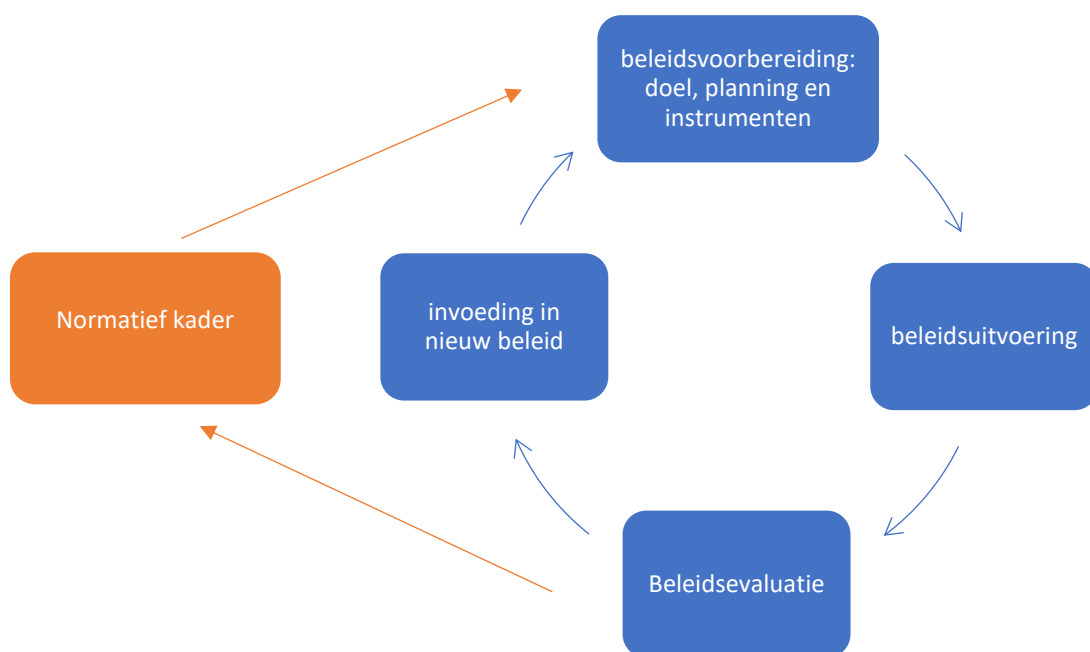 beleidsvoorbereiding:
doel, planning en
instrumenten
Normatief kader
invoeding in
nieuw beleid
beleidsuitvoering
Beleidsevaluatie